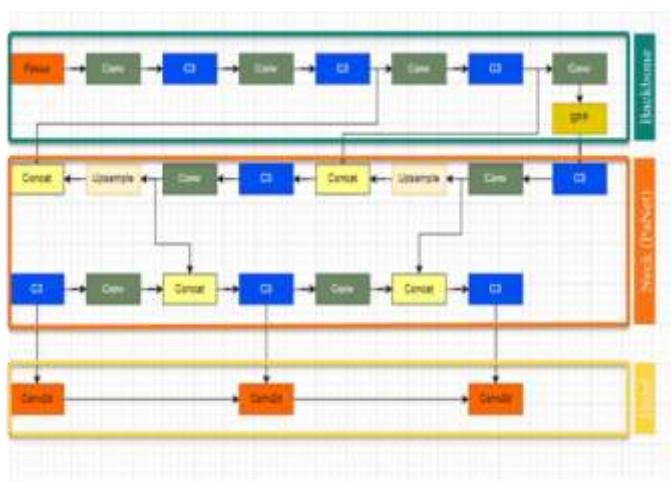 Focus Conv C3 Conv C3 Conv C3 Conv
SPP
Backbone
Concat Upsample Conv C3 Concat Upsample Conv C3
Neck (PaNet)
C3 Conv Concat C3 Conv Concat C3
Conv2d Conv2d Conv2d